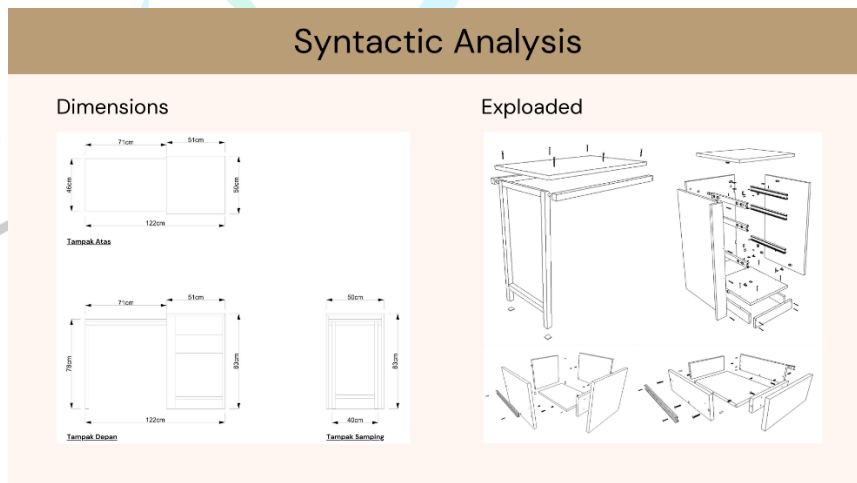 Syntactic Analysis
Dimensions
71cm
51cm
46cm
50cm
122cm
Tampak Atas
71cm
51cm
78cm
83cm
122cm
Tampak Depan
50cm
83cm
40cm
Tampak Samping
Exploaded